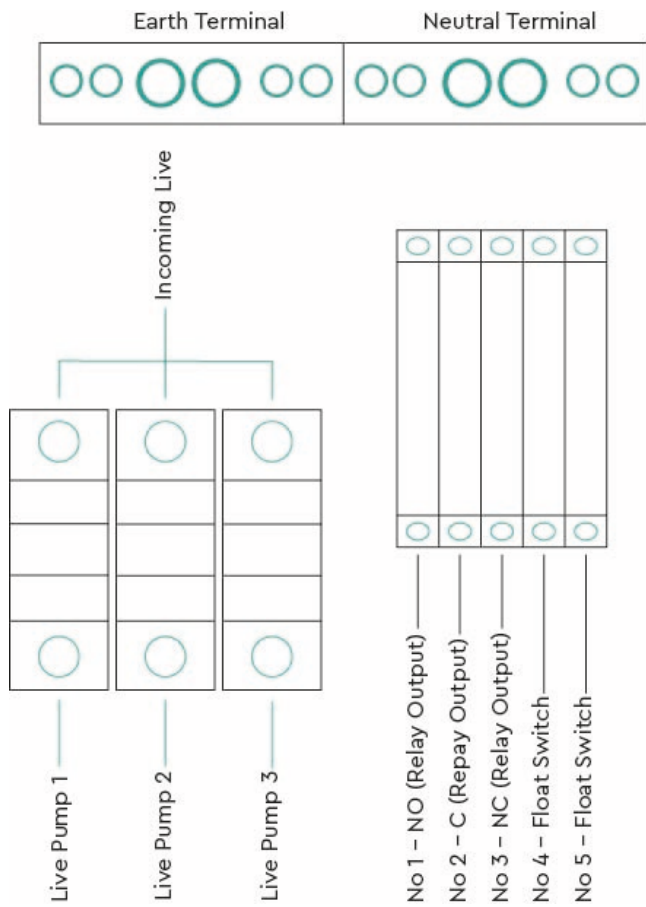 Earth Terminal
Neutral Terminal
Incoming Live
Live Pump 1
Live Pump 2
Live Pump 3
No 1 – NO (Relay Output)
No 2 – C (Repay Output)
No 3 – NC (Relay Output)
No 4 – Float Switch
No 5 – Float Switch